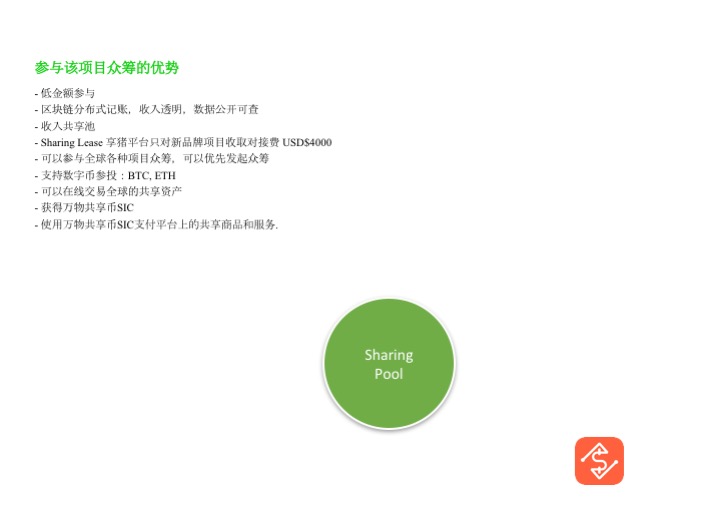 参与该项目众筹的优势
- 低金额参与
- 区块链分布式记账，收入透明，数据公开可查
- 收入共享池
- Sharing Lease 享猪平台只对新品牌项目收取对接费 USD$4000
- 可以参与全球各种项目众筹，可以优先发起众筹
- 支持数字币参投：BTC, ETH
- 可以在线交易全球的共享资产
- 获得万物共享币SIC
- 使用万物共享币SIC支付平台上的共享商品和服务.
Sharing
Pool